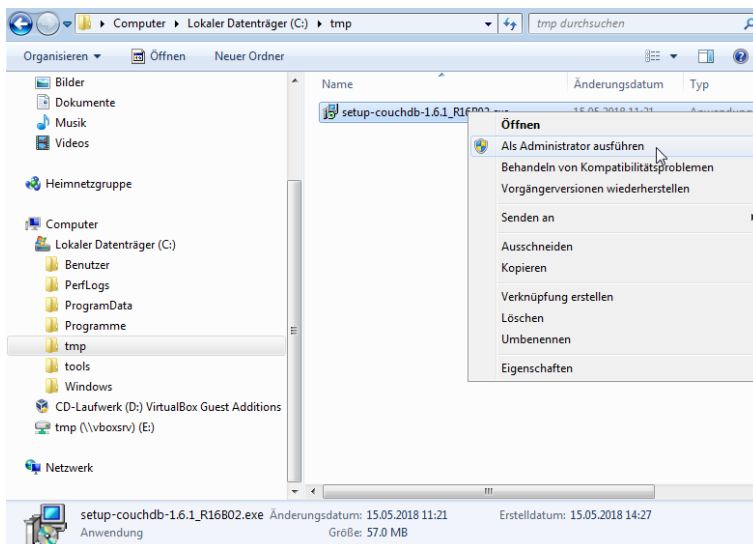 Computer Lokaler Datenträger (C:) tmp
tmp durchsuchen
Organisieren Öffnen Neuer Ordner
Bilder
Dokumente
Musik
Videos
Heimnetzgruppe
Computer
Lokaler Datenträger (C:)
Benutzer
PerfLogs
ProgramData
Programme
tmp
tools
Windows
CD-Laufwerk (D:) VirtualBox Guest Additions
tmp (\\vboxsrv) (E:)
Netzwerk
Name Änderungsdatum Typ
setup-couchdb-1.6.1_R16B02.exe 15.05.2018 11:21 Anwendung
Öffnen
Als Administrator ausführen
Behandeln von Kompatibilitätsproblemen
Vorgängerversionen wiederherstellen
Senden an
Ausschneiden
Kopieren
Verknüpfung erstellen
Löschen
Umbenennen
Eigenschaften
setup-couchdb-1.6.1_R16B02.exe Änderungsdatum: 15.05.2018 11:21 Erstelldatum: 15.05.2018 14:27
Anwendung Größe: 57.0 MB